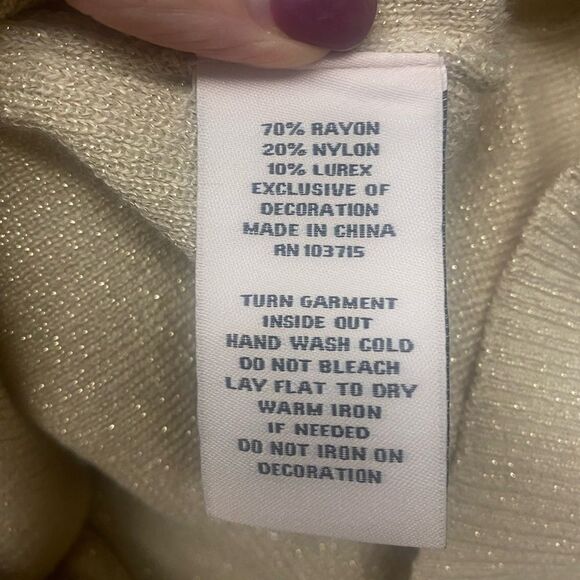 70% RAYON
20% NYLON
10% LUREX
EXCLUSIVE OF
DECORATION
MADE IN CHINA
RN 103715
TURN GARMENT
INSIDE OUT
HAND WASH COLD
DO NOT BLEACH
LAY FLAT TO DRY
WARM IRON
IF NEEDED
DO NOT IRON ON
DECORATION